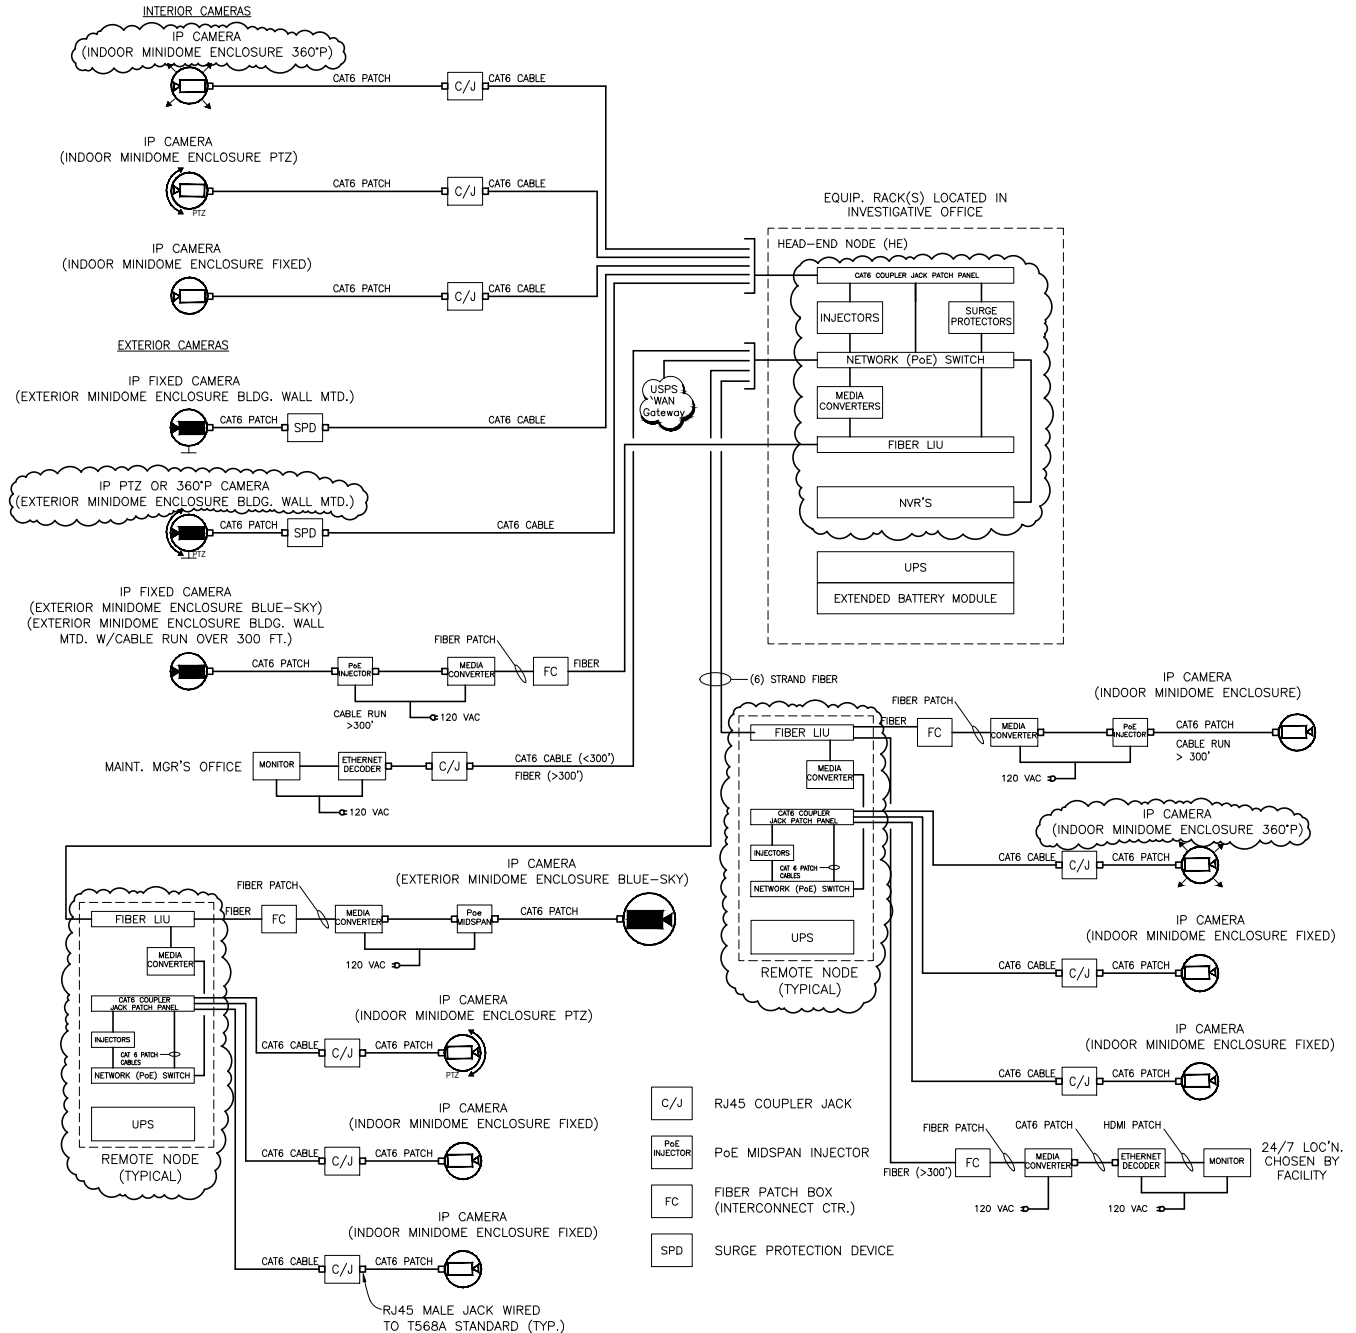 INTERIOR CAMERAS
IP CAMERA
(INDOOR MINIDOME ENCLOSURE 360°P)
CAT6 PATCH
C/J
CAT6 CABLE
IP CAMERA
(INDOOR MINIDOME ENCLOSURE PTZ)
PTZ
CAT6 PATCH
C/J
CAT6 CABLE
IP CAMERA
(INDOOR MINIDOME ENCLOSURE FIXED)
CAT6 PATCH
C/J
CAT6 CABLE
EXTERIOR CAMERAS
IP FIXED CAMERA
(EXTERIOR MINIDOME ENCLOSURE BLDG. WALL MTD.)
CAT6 PATCH
SPD
CAT6 CABLE
IP PTZ OR 360°P CAMERA
(EXTERIOR MINIDOME ENCLOSURE BLDG. WALL MTD.)
PTZ
CAT6 PATCH
SPD
CAT6 CABLE
IP FIXED CAMERA
(EXTERIOR MINIDOME ENCLOSURE BLUE-SKY)
(EXTERIOR MINIDOME ENCLOSURE BLDG. WALL
MTD. W/CABLE RUN OVER 300 FT.)
CAT6 PATCH
PoE
INJECTOR
MEDIA
CONVERTER
FIBER PATCH
FC
FIBER
CABLE RUN
>300'
120 VAC
MAINT. MGR'S OFFICE
MONITOR
ETHERNET
DECODER
C/J
CAT6 CABLE (<300')
FIBER (>300')
120 VAC
EQUIP. RACK(S) LOCATED IN
INVESTIGATIVE OFFICE
HEAD-END NODE (HE)
CAT6 COUPLER JACK PATCH PANEL
INJECTORS
SURGE
PROTECTORS
NETWORK (PoE) SWITCH
MEDIA
CONVERTERS
FIBER LIU
NVR'S
UPS
EXTENDED BATTERY MODULE
USPS
WAN
Gateway
(6) STRAND FIBER
FIBER LIU
MEDIA
CONVERTER
CAT6 COUPLER
JACK PATCH PANEL
INJECTORS
CAT 6 PATCH
CABLES
NETWORK (PoE) SWITCH
UPS
REMOTE NODE
(TYPICAL)
FIBER
FC
FIBER PATCH
MEDIA
CONVERTER
PoE
INJECTOR
CAT6 PATCH
CABLE RUN
> 300'
120 VAC
IP CAMERA
(INDOOR MINIDOME ENCLOSURE)
IP CAMERA
(INDOOR MINIDOME ENCLOSURE 360°P)
CAT6 CABLE
C/J
CAT6 PATCH
IP CAMERA
(INDOOR MINIDOME ENCLOSURE FIXED)
CAT6 CABLE
C/J
CAT6 PATCH
IP CAMERA
(INDOOR MINIDOME ENCLOSURE FIXED)
CAT6 CABLE
C/J
CAT6 PATCH
FIBER (>300')
FIBER PATCH
FC
CAT6 PATCH
MEDIA
CONVERTER
HDMI PATCH
ETHERNET
DECODER
MONITOR
120 VAC
120 VAC
24/7 LOC'N.
CHOSEN BY
FACILITY
FIBER LIU
MEDIA
CONVERTER
CAT6 COUPLER
JACK PATCH PANEL
INJECTORS
CAT 6 PATCH
CABLES
NETWORK (PoE) SWITCH
UPS
REMOTE NODE
(TYPICAL)
FIBER
FIBER PATCH
FC
MEDIA
CONVERTER
Poe
MIDSPAN
CAT6 PATCH
120 VAC
IP CAMERA
(EXTERIOR MINIDOME ENCLOSURE BLUE-SKY)
IP CAMERA
(INDOOR MINIDOME ENCLOSURE PTZ)
CAT6 CABLE
C/J
CAT6 PATCH
PTZ
IP CAMERA
(INDOOR MINIDOME ENCLOSURE FIXED)
CAT6 CABLE
C/J
CAT6 PATCH
IP CAMERA
(INDOOR MINIDOME ENCLOSURE FIXED)
CAT6 CABLE
C/J
CAT6 PATCH
RJ45 MALE JACK WIRED
TO T568A STANDARD (TYP.)
C/J
RJ45 COUPLER JACK
PoE
INJECTOR
PoE MIDSPAN INJECTOR
FC
FIBER PATCH BOX
(INTERCONNECT CTR.)
SPD
SURGE PROTECTION DEVICE